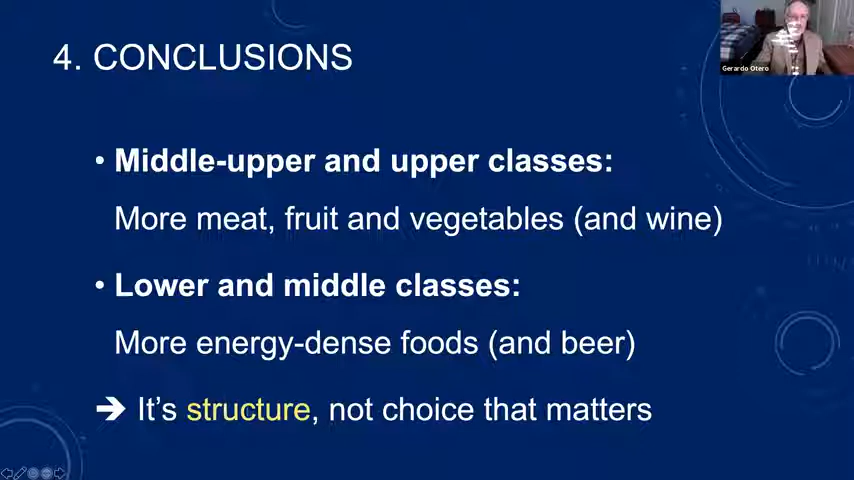 4. CONCLUSIONS
Gerardo Otero
• Middle-upper and upper classes:
More meat, fruit and vegetables (and wine)
• Lower and middle classes:
More energy-dense foods (and beer)
➔ It's structure, not choice that matters